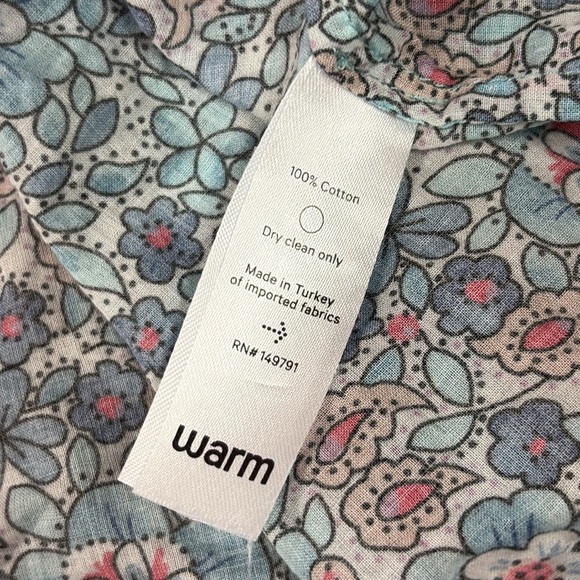 100% Cotton
Dry clean only
Made in Turkey
of imported fabrics
RN# 149791
warm